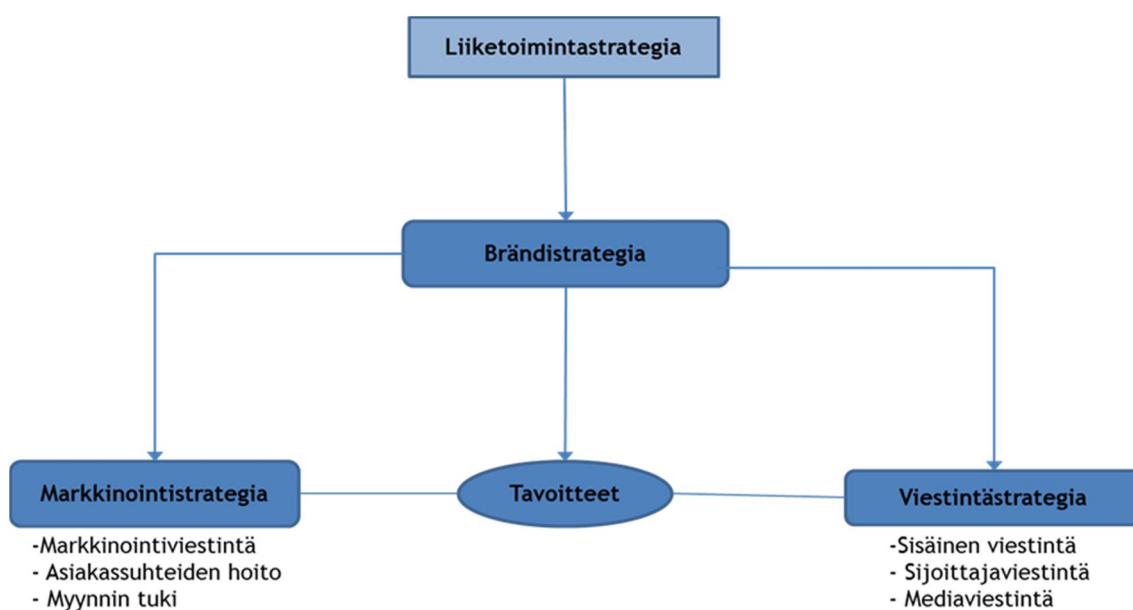 Liiketoimintastrategia
Brändistrategia
Markkinointistrategia
Tavoitteet
Viestintästrategia
-Markkinointiviestintä
- Asiakassuhteiden hoito
- Myynnin tuki
-Sisäinen viestintä
- Sijoittajaviestintä
- Mediaviestintä